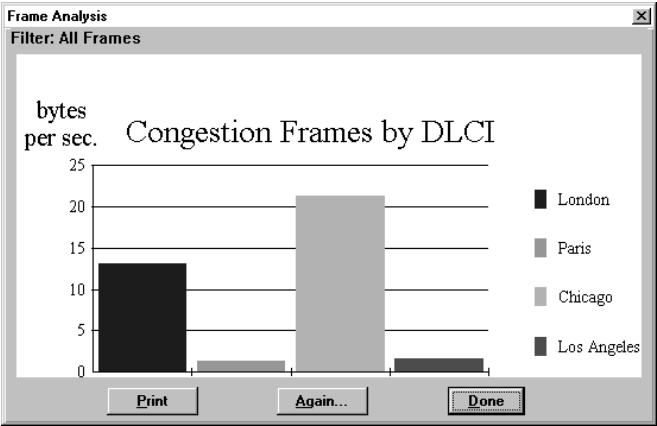 Frame Analysis
Filter: All Frames
bytes
per sec.
Congestion Frames by DLCI
25
20
15
10
5
0
London
Paris
Chicago
Los Angeles
Print
Again...
Done